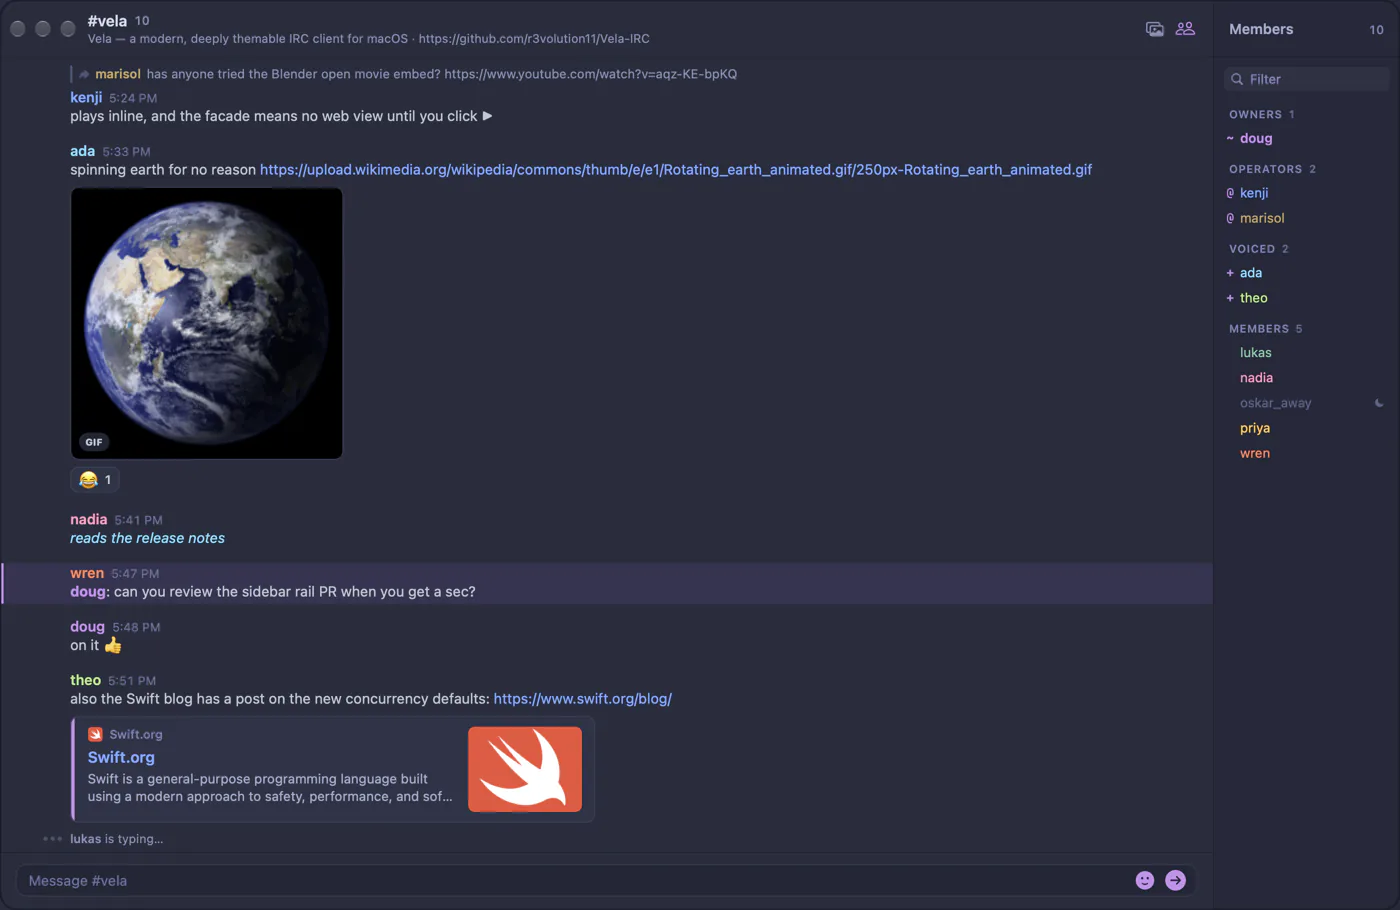 #vela 10
Vela — a modern, deeply themable IRC client for macOS · https://github.com/r3volution11/Vela-IRC
marisol has anyone tried the Blender open movie embed? https://www.youtube.com/watch?v=aqz-KE-bpKQ
kenji 5:24 PM
plays inline, and the facade means no web view until you click ▶
ada 5:33 PM
spinning earth for no reason https://upload.wikimedia.org/wikipedia/commons/thumb/e/e1/Rotating_earth_animated.gif/250px-Rotating_earth_animated.gif
GIF
😂 1
nadia 5:41 PM
reads the release notes
wren 5:47 PM
doug: can you review the sidebar rail PR when you get a sec?
doug 5:48 PM
on it 👍
theo 5:51 PM
also the Swift blog has a post on the new concurrency defaults: https://www.swift.org/blog/
Swift.org
Swift.org
Swift is a general-purpose programming language built
using a modern approach to safety, performance, and sof...
lukas is typing...
Message #vela
Members 10
Filter
OWNERS 1
~ doug
OPERATORS 2
@ kenji
@ marisol
VOICED 2
+ ada
+ theo
MEMBERS 5
lukas
nadia
oskar_away
priya
wren